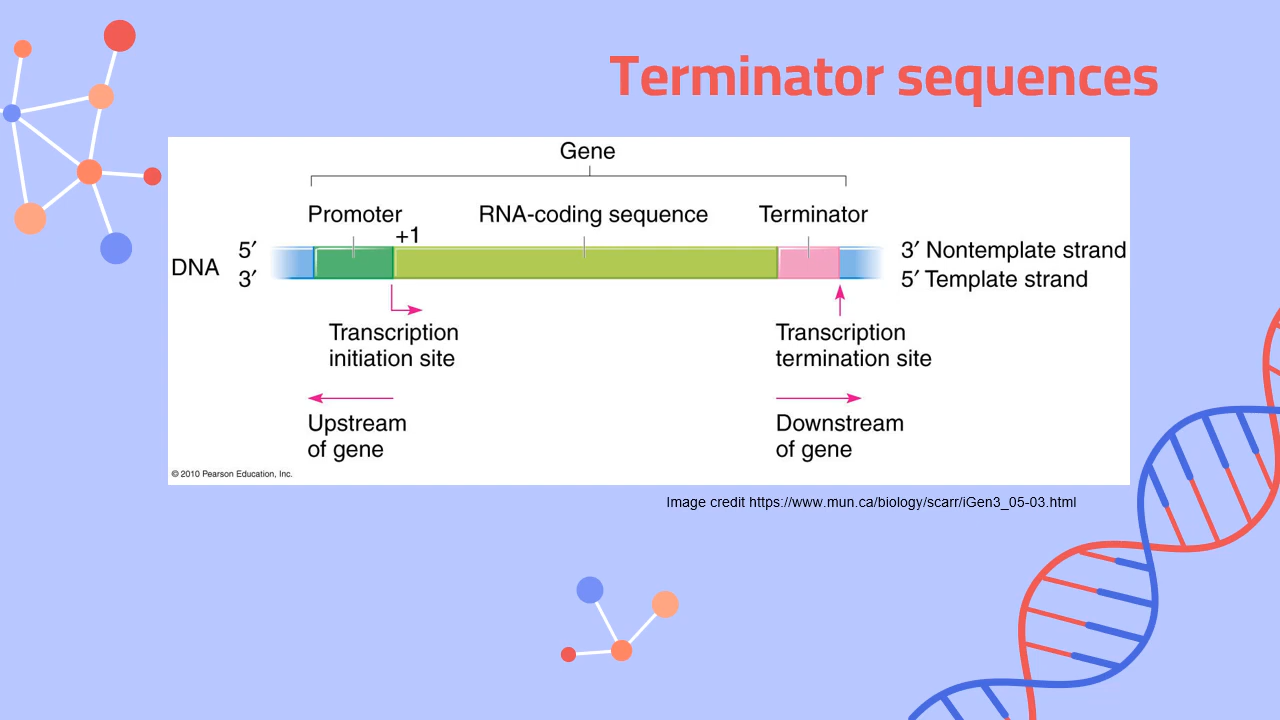 Terminator sequences
Gene
Promoter
RNA-coding sequence
Terminator
+1
DNA
5′
3′
3′ Nontemplate strand
5′ Template strand
Transcription
initiation site
Transcription
termination site
Upstream
of gene
Downstream
of gene
© 2010 Pearson Education, Inc.
Image credit https://www.mun.ca/biology/scarr/iGen3_05-03.html